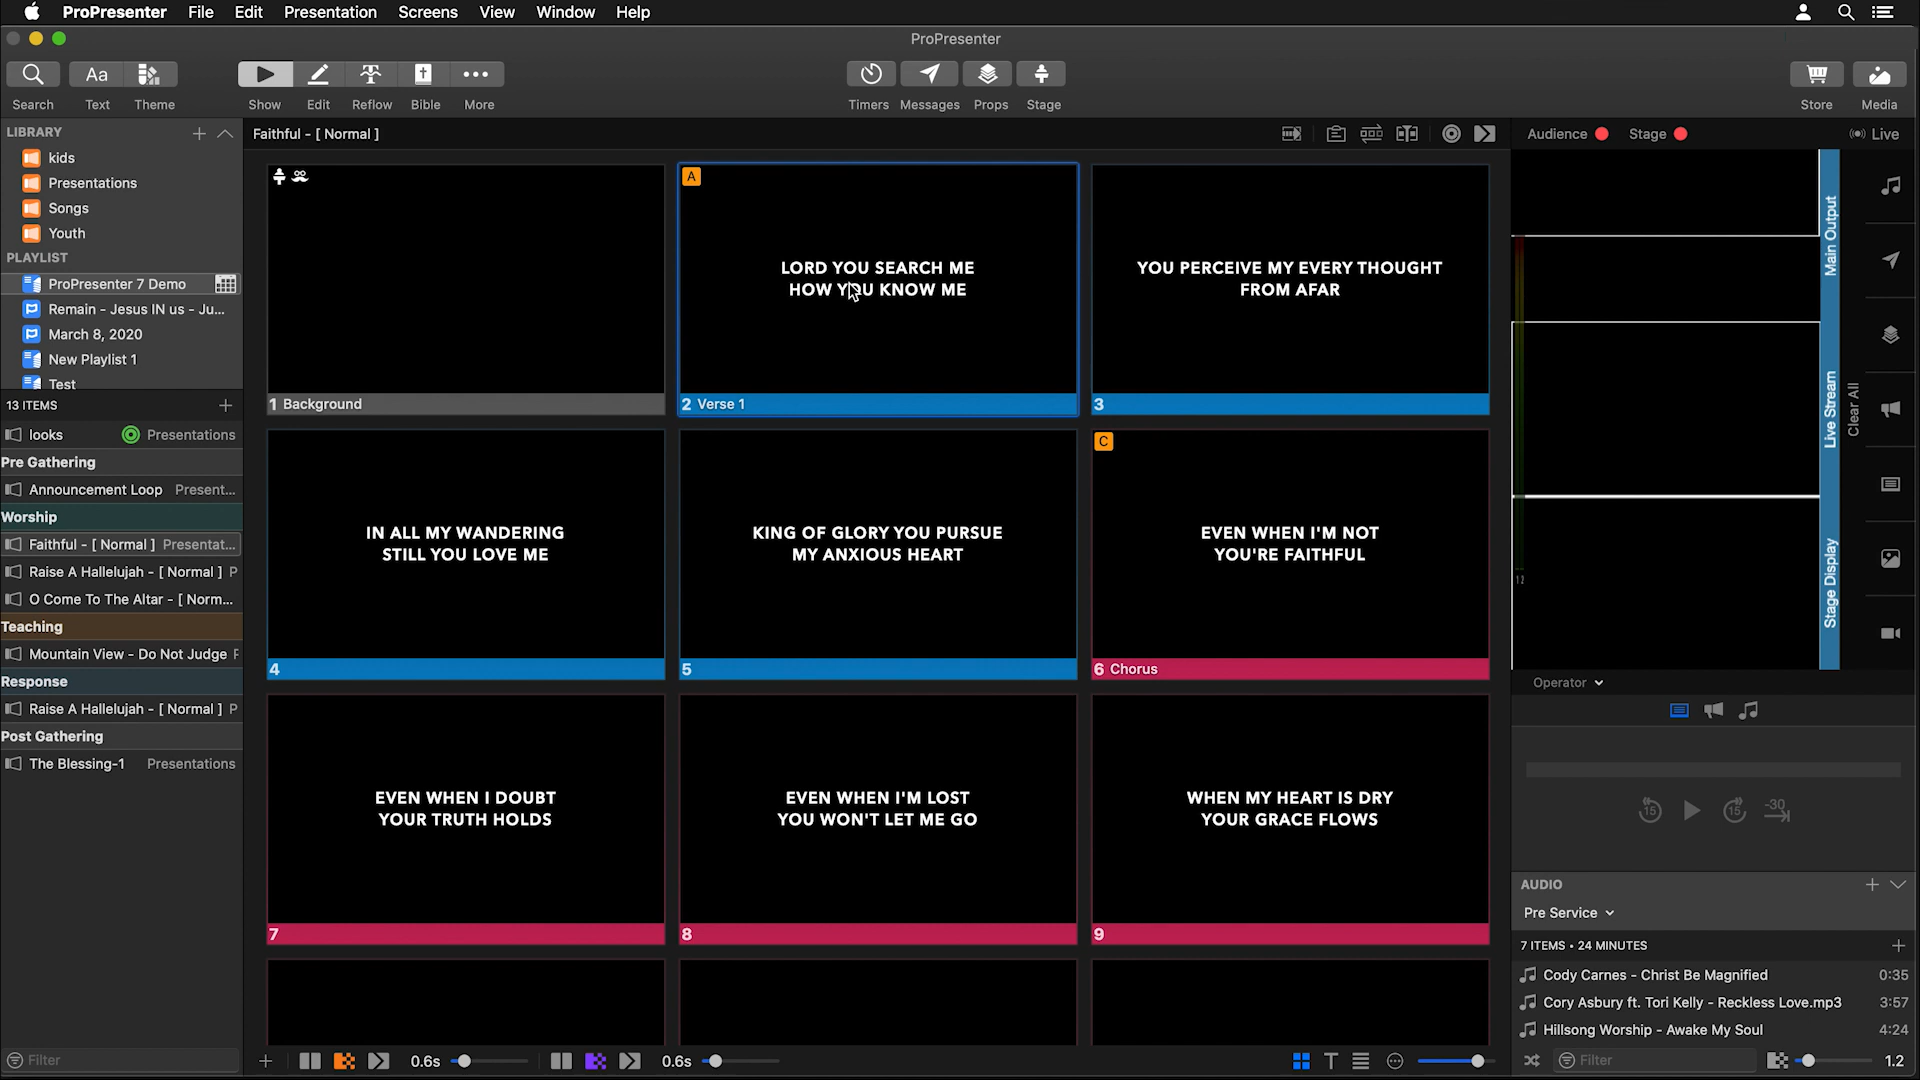 ProPresenter File Edit Presentation Screens View Window Help
ProPresenter
Aa
Search Text Theme Show Edit Reflow Bible More Timers Messages Props Stage Store Media
LIBRARY
kids
Presentations
Songs
Youth
PLAYLIST
ProPresenter 7 Demo
Remain - Jesus IN us - Ju...
March 8, 2020
New Playlist 1
Test
13 ITEMS
looks Presentations
Pre Gathering
Announcement Loop Present...
Worship
Faithful - [ Normal ] Presentat...
Raise A Hallelujah - [ Normal ] P
O Come To The Altar - [ Norm...
Teaching
Mountain View - Do Not Judge
Response
Raise A Hallelujah - [ Normal ] P
Post Gathering
The Blessing-1 Presentations
Filter
Faithful - [ Normal ]
1 Background
A
LORD YOU SEARCH ME
HOW YOU KNOW ME
2 Verse 1
YOU PERCEIVE MY EVERY THOUGHT
FROM AFAR
3
IN ALL MY WANDERING
STILL YOU LOVE ME
4
KING OF GLORY YOU PURSUE
MY ANXIOUS HEART
5
C
EVEN WHEN I'M NOT
YOU'RE FAITHFUL
6 Chorus
EVEN WHEN I DOUBT
YOUR TRUTH HOLDS
7
EVEN WHEN I'M LOST
YOU WON'T LET ME GO
8
WHEN MY HEART IS DRY
YOUR GRACE FLOWS
9
0.6s
0.6s
Audience Stage Live
Main Output
Live Stream
Stage Display
Clear All
1 2
Operator
15 15 -30
AUDIO
Pre Service
7 ITEMS • 24 MINUTES
Cody Carnes - Christ Be Magnified 0:35
Cory Asbury ft. Tori Kelly - Reckless Love.mp3 3:57
Hillsong Worship - Awake My Soul 4:24
Filter 1.2